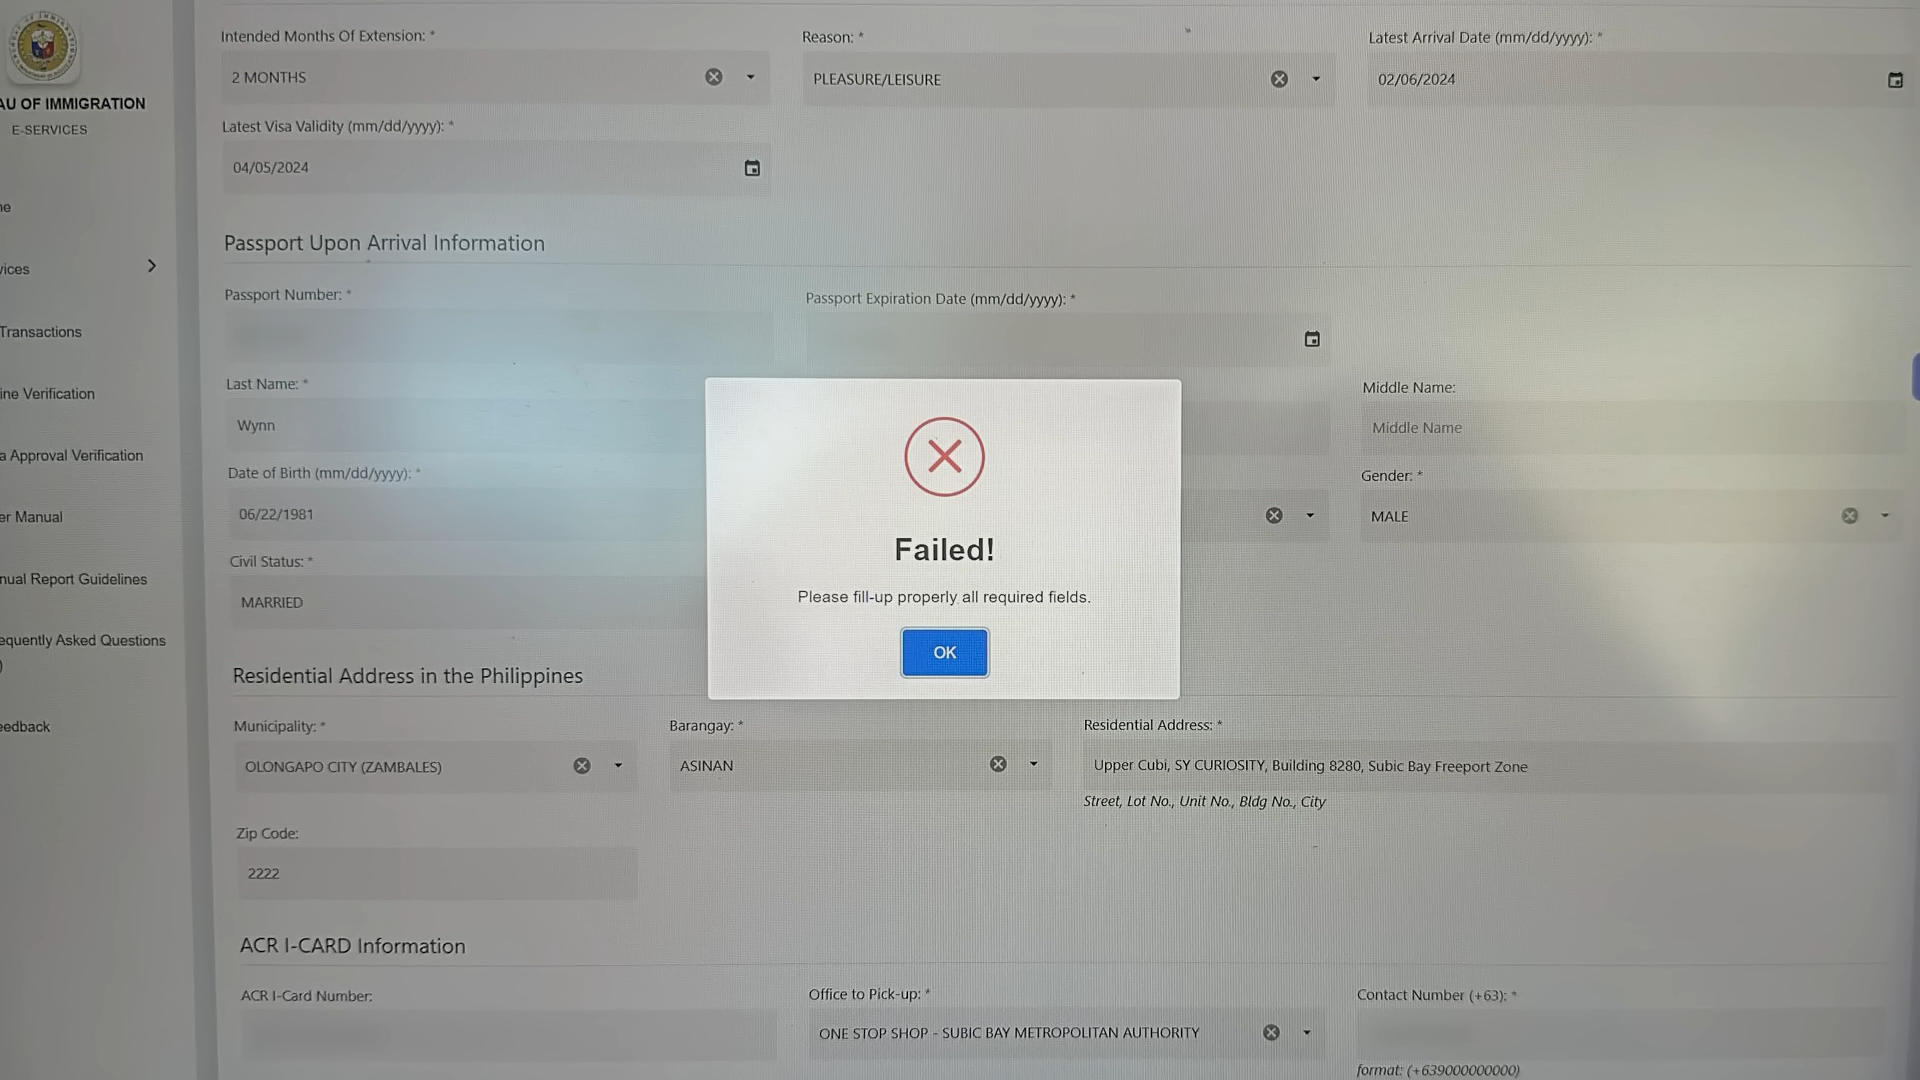 Intended Months Of Extension: *
Reason: *
Latest Arrival Date (mm/dd/yyyy): *
2 MONTHS
PLEASURE/LEISURE
02/06/2024
AU OF IMMIGRATION
E-SERVICES
Latest Visa Validity (mm/dd/yyyy): *
04/05/2024
Passport Upon Arrival Information
Passport Number: *
Passport Expiration Date (mm/dd/yyyy): *
Transactions
Last Name: *
Middle Name:
Wynn
Middle Name
ine Verification
a Approval Verification
Date of Birth (mm/dd/yyyy): *
Gender: *
06/22/1981
MALE
er Manual
Civil Status: *
MARRIED
nual Report Guidelines
equently Asked Questions
)
eedback
Failed!
Please fill-up properly all required fields.
OK
Residential Address in the Philippines
Municipality: *
Barangay: *
Residential Address: *
OLONGAPO CITY (ZAMBALES)
ASINAN
Upper Cubi, SY CURIOSITY, Building 8280, Subic Bay Freeport Zone
Street, Lot No., Unit No., Bldg No., City
Zip Code:
2222
ACR I-CARD Information
ACR I-Card Number:
Office to Pick-up: *
Contact Number (+63): *
ONE STOP SHOP - SUBIC BAY METROPOLITAN AUTHORITY
format: (+639000000000)